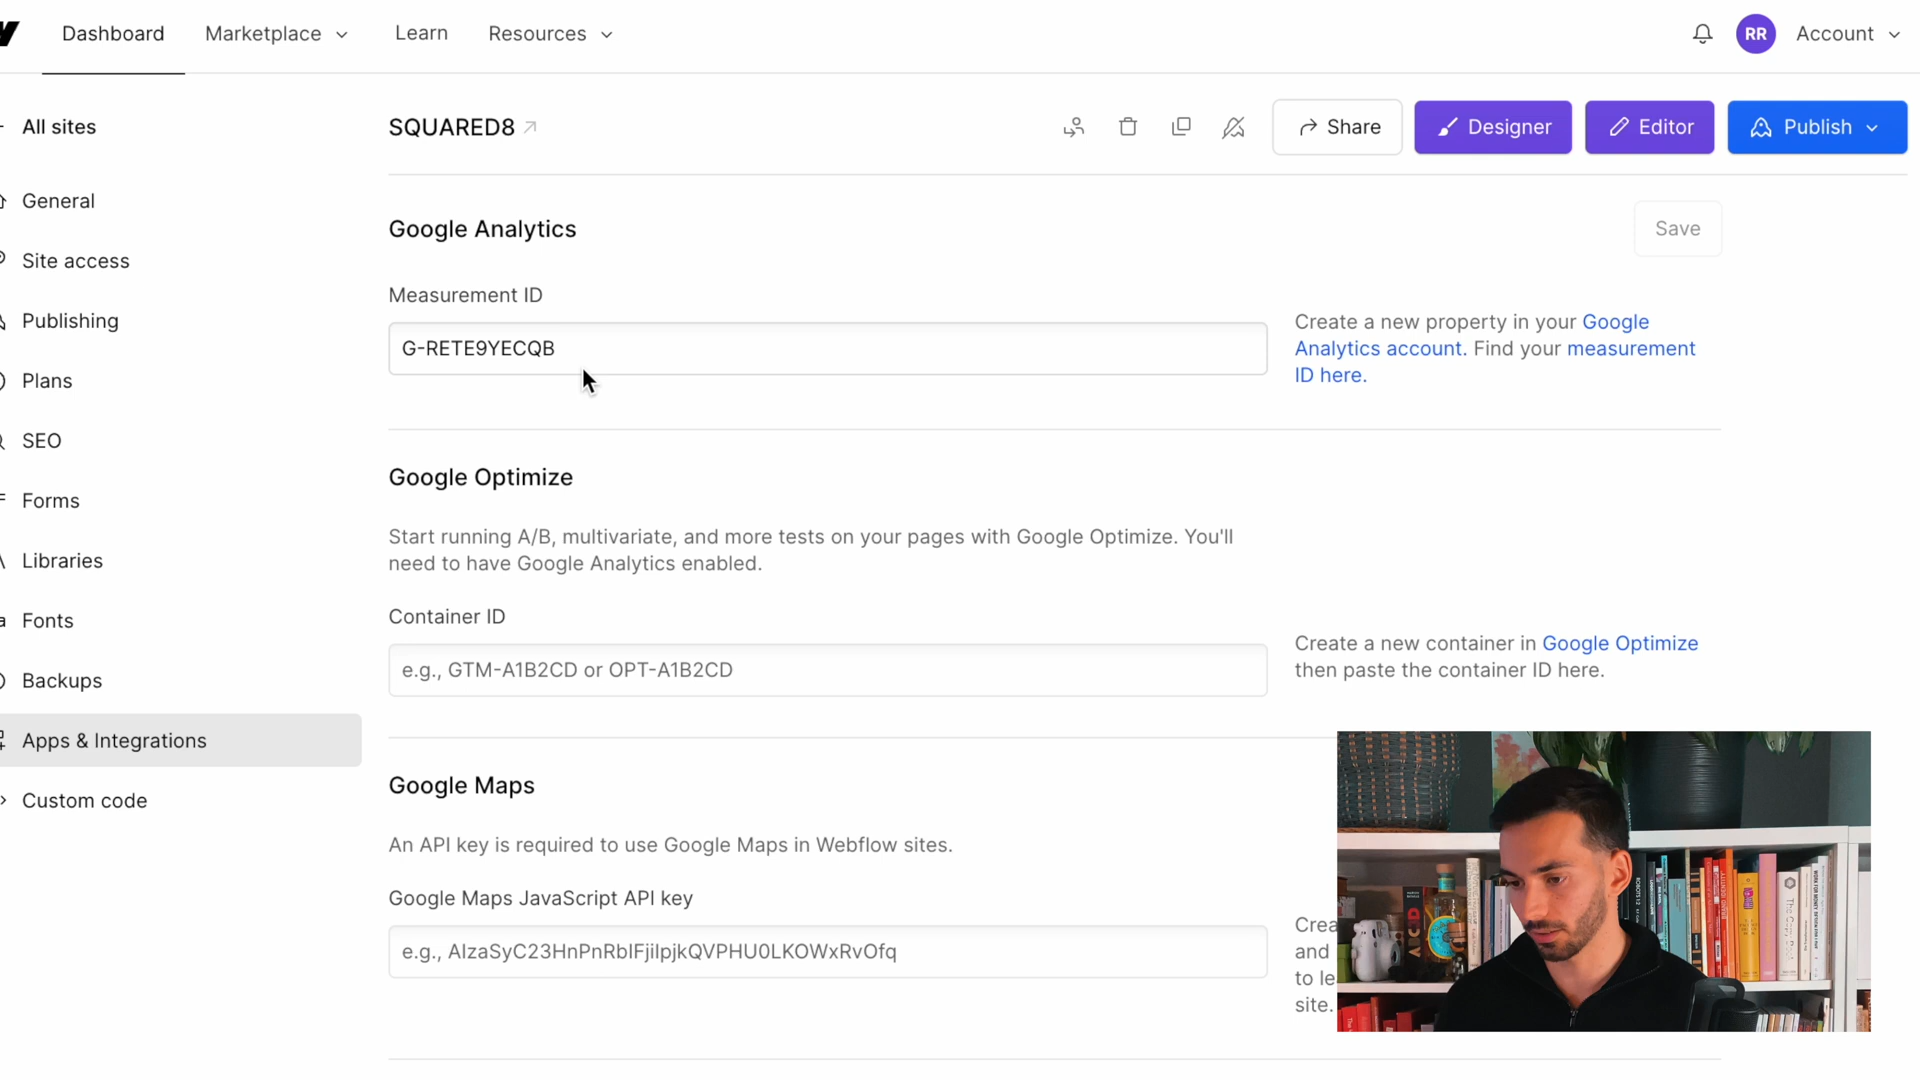 Dashboard Marketplace Learn Resources RR Account
All sites
SQUARED8 Share Designer Editor Publish
General
Site access
Publishing
Plans
SEO
Forms
Libraries
Fonts
Backups
Apps & Integrations
Custom code
Google Analytics
Save
Measurement ID
G-RETE9YECQB
Create a new property in your Google
Analytics account. Find your measurement
ID here.
Google Optimize
Start running A/B, multivariate, and more tests on your pages with Google Optimize. You'll
need to have Google Analytics enabled.
Container ID
e.g., GTM-A1B2CD or OPT-A1B2CD
Create a new container in Google Optimize
then paste the container ID here.
Google Maps
An API key is required to use Google Maps in Webflow sites.
Google Maps JavaScript API key
e.g., AIzaSyC23HnPnRbIFjiIpjkQVPHU0LKOWxRvOfq
Crea
and
to le
site.